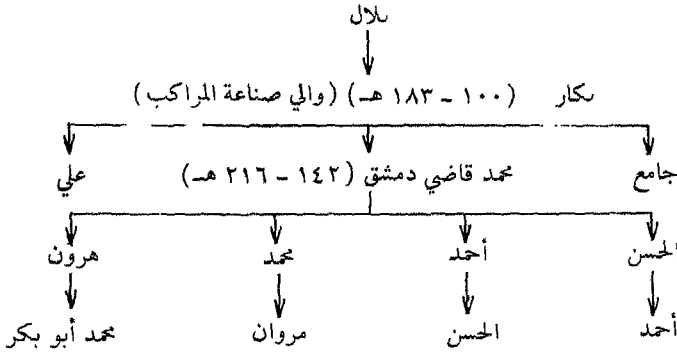 بلال
بكار (١٠٠ - ١٨٣ هـ) (والي صناعة المراكب)
جامع محمد قاضي دمشق (١٤٢ - ٢١٦ هـ) علي
الحسن أحمد محمد هرون
أحمد الحسن مروان محمد أبو بكر